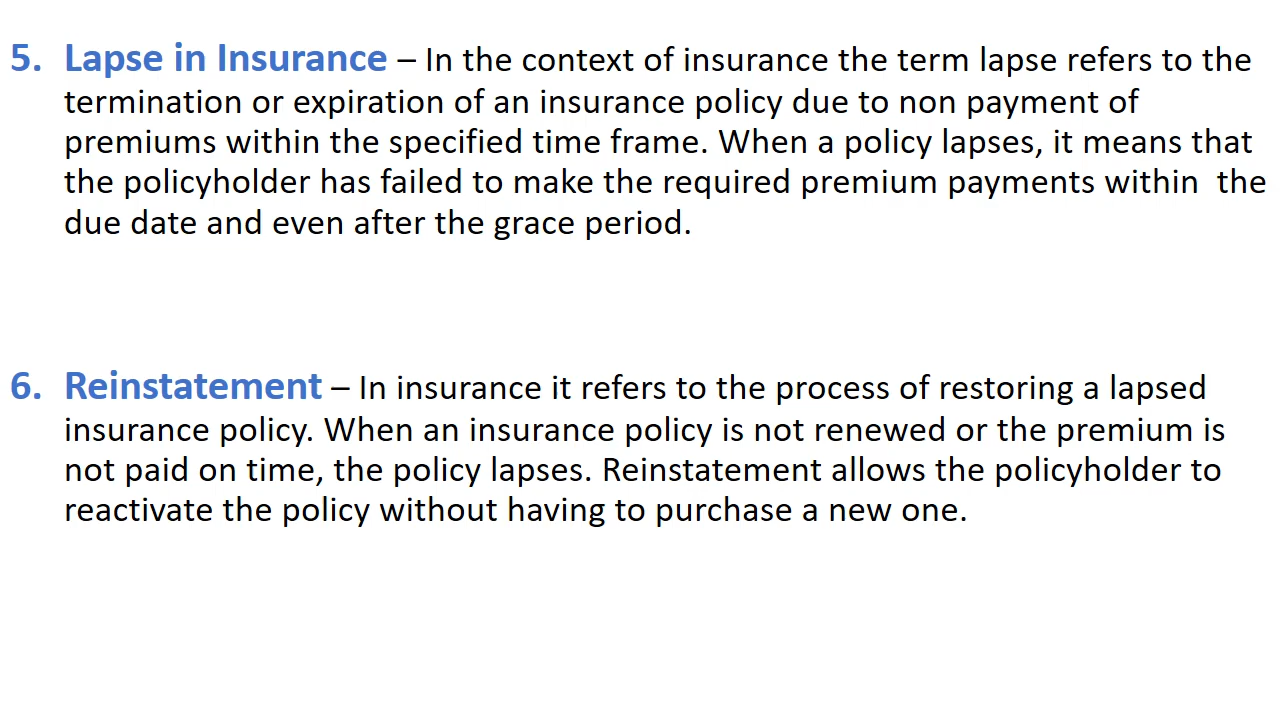 5. Lapse in Insurance – In the context of insurance the term lapse refers to the
termination or expiration of an insurance policy due to non payment of
premiums within the specified time frame. When a policy lapses, it means that
the policyholder has failed to make the required premium payments within  the
due date and even after the grace period.
6. Reinstatement – In insurance it refers to the process of restoring a lapsed
insurance policy. When an insurance policy is not renewed or the premium is
not paid on time, the policy lapses. Reinstatement allows the policyholder to
reactivate the policy without having to purchase a new one.